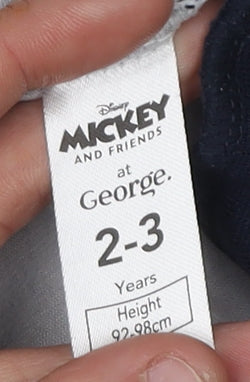 Disney
MICKEY
AND FRIENDS
at
George.
2-3
Years
Height
92-98cm